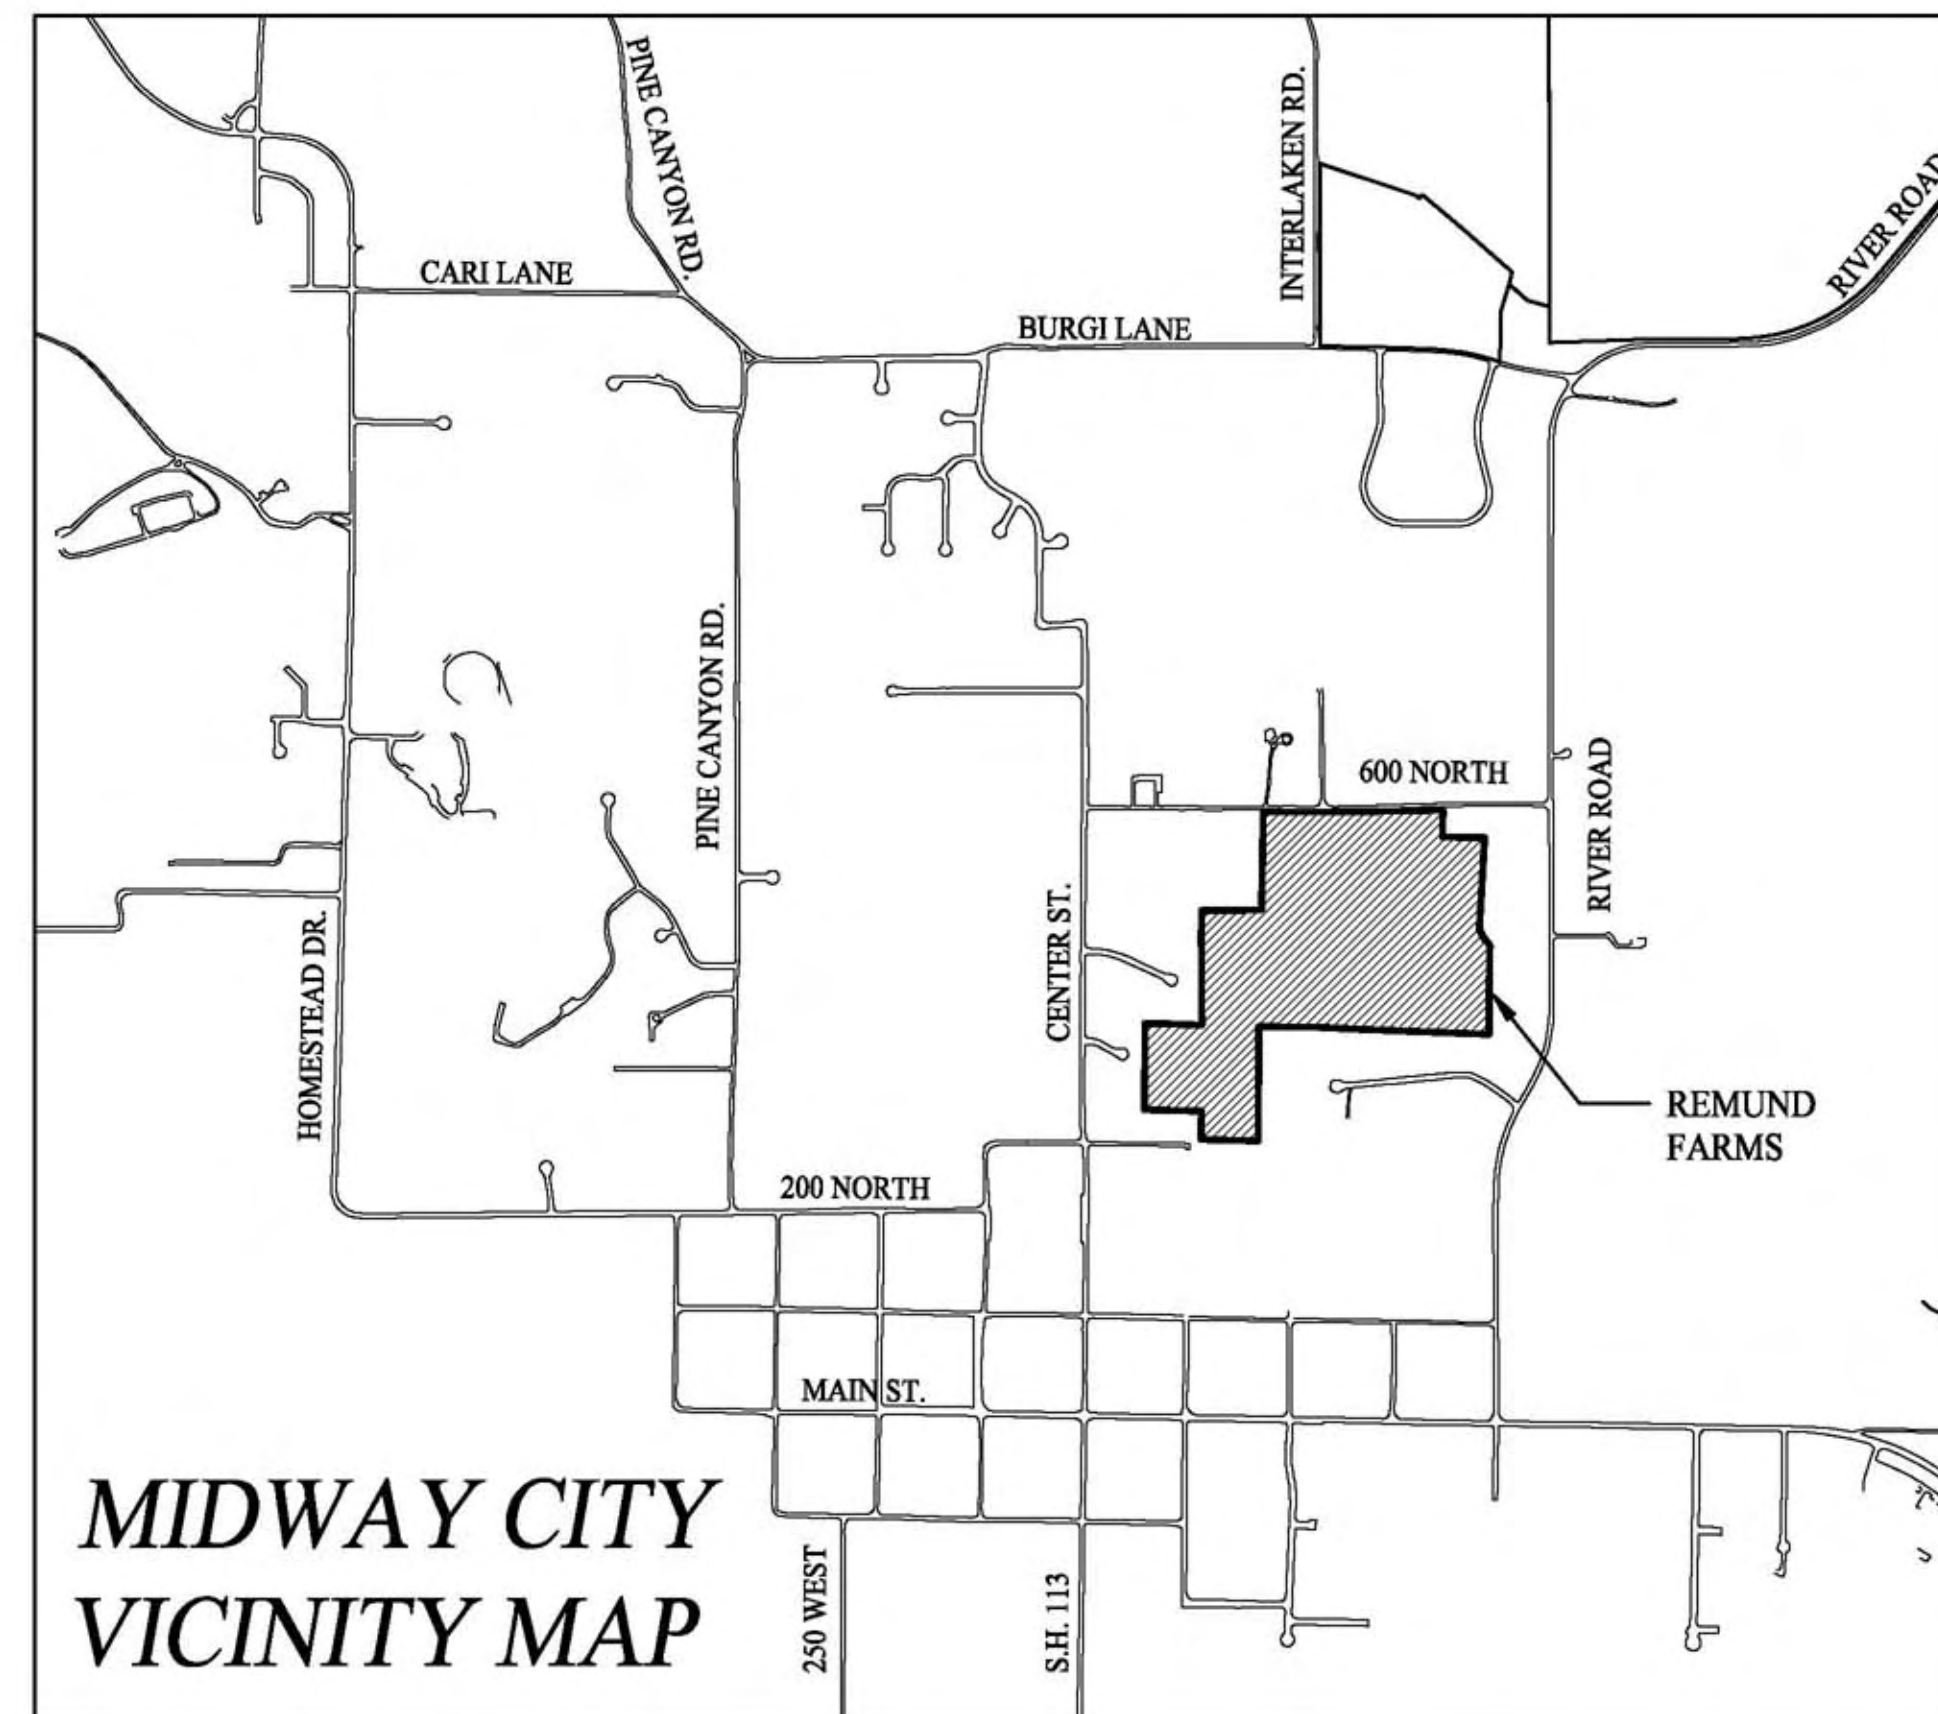 PINE CANYON RD.
INTERLAKEN RD.
RIVER ROAD
CARI LANE
BURGI LANE
PINE CANYON RD.
600 NORTH
RIVER ROAD
CENTER ST.
HOMESTEAD DR.
REMUND
FARMS
200 NORTH
MAIN ST.
MIDWAY CITY
VICINITY MAP
250 WEST
S.H. 113